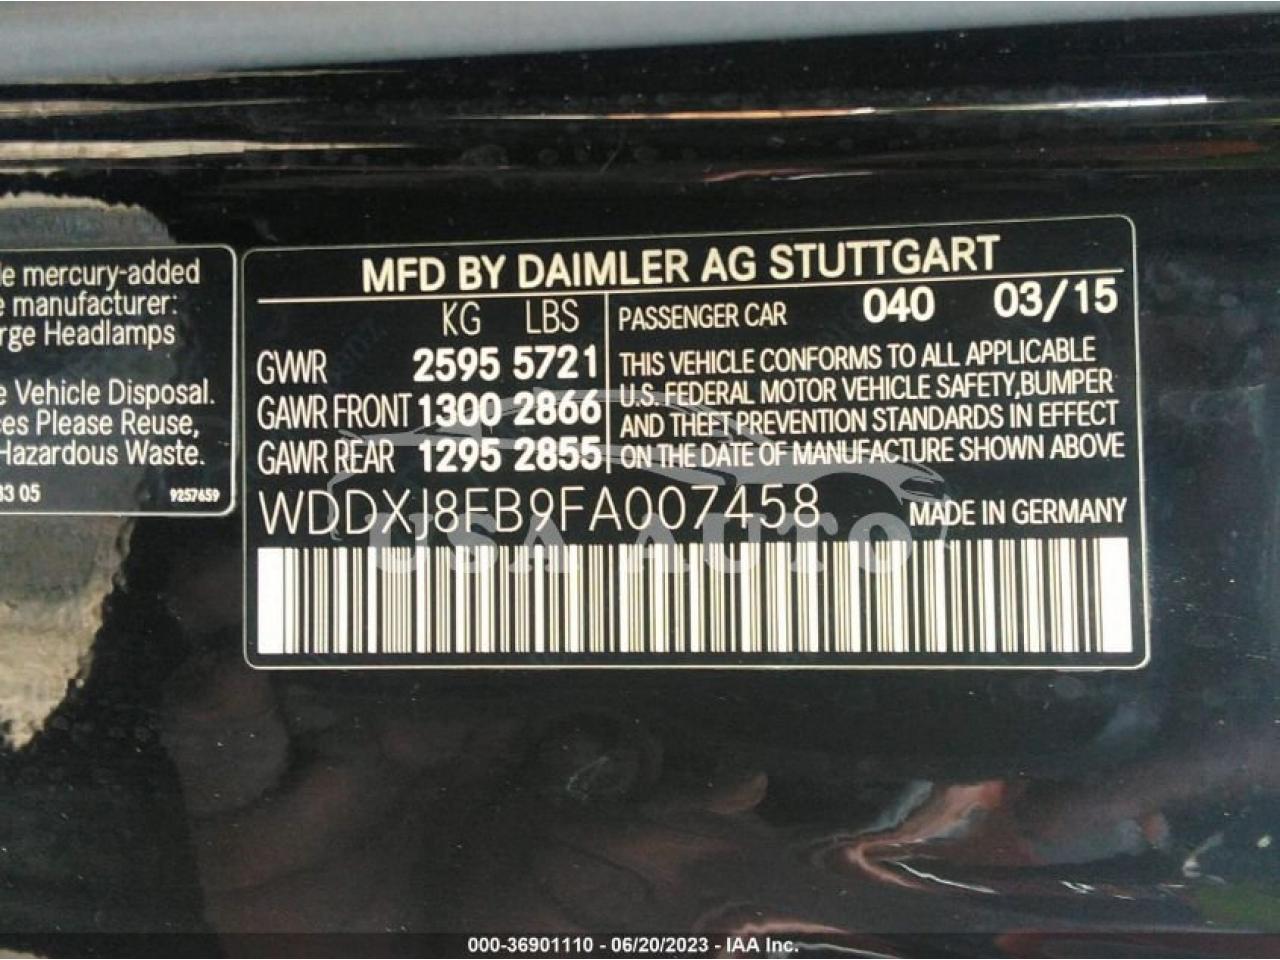 le mercury-added
e manufacturer:
rge Headlamps
e Vehicle Disposal.
ces Please Reuse,
Hazardous Waste.
33 05 9257659
MFD BY DAIMLER AG STUTTGART
KG LBS
GVWR 2595 5721
GAWR FRONT 1300 2866
GAWR REAR 1295 2855
PASSENGER CAR 040 03/15
THIS VEHICLE CONFORMS TO ALL APPLICABLE
U.S. FEDERAL MOTOR VEHICLE SAFETY,BUMPER
AND THEFT PREVENTION STANDARDS IN EFFECT
ON THE DATE OF MANUFACTURE SHOWN ABOVE
WDDXJ8FB9FA007458 MADE IN GERMANY
USA AUTO
000-36901110 - 06/20/2023 - IAA Inc.